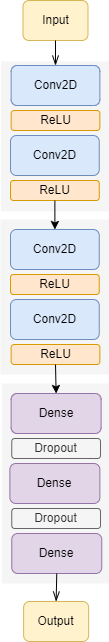 Input
Conv2D
ReLU
Conv2D
ReLU
Conv2D
ReLU
Conv2D
ReLU
Dense
Dropout
Dense
Dropout
Dense
Output